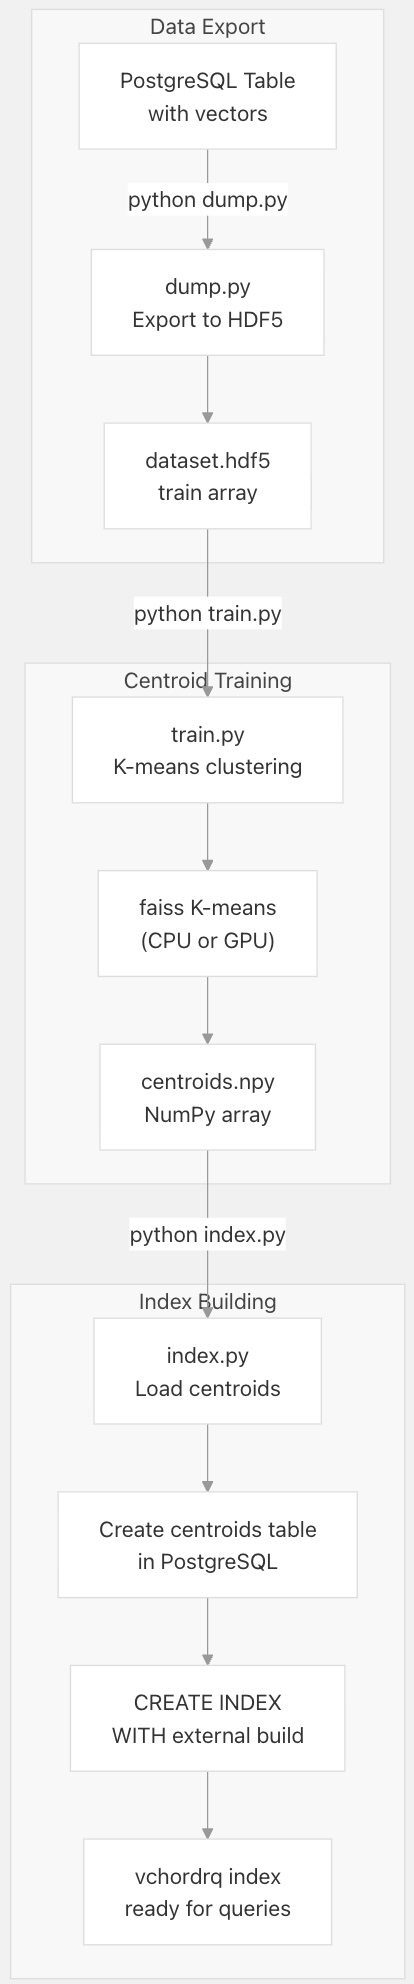 Data Export
PostgreSQL Table
with vectors
python dump.py
dump.py
Export to HDF5
dataset.hdf5
train array
python train.py
Centroid Training
train.py
K-means clustering
faiss K-means
(CPU or GPU)
centroids.npy
NumPy array
python index.py
Index Building
index.py
Load centroids
Create centroids table
in PostgreSQL
CREATE INDEX
WITH external build
vchordrq index
ready for queries